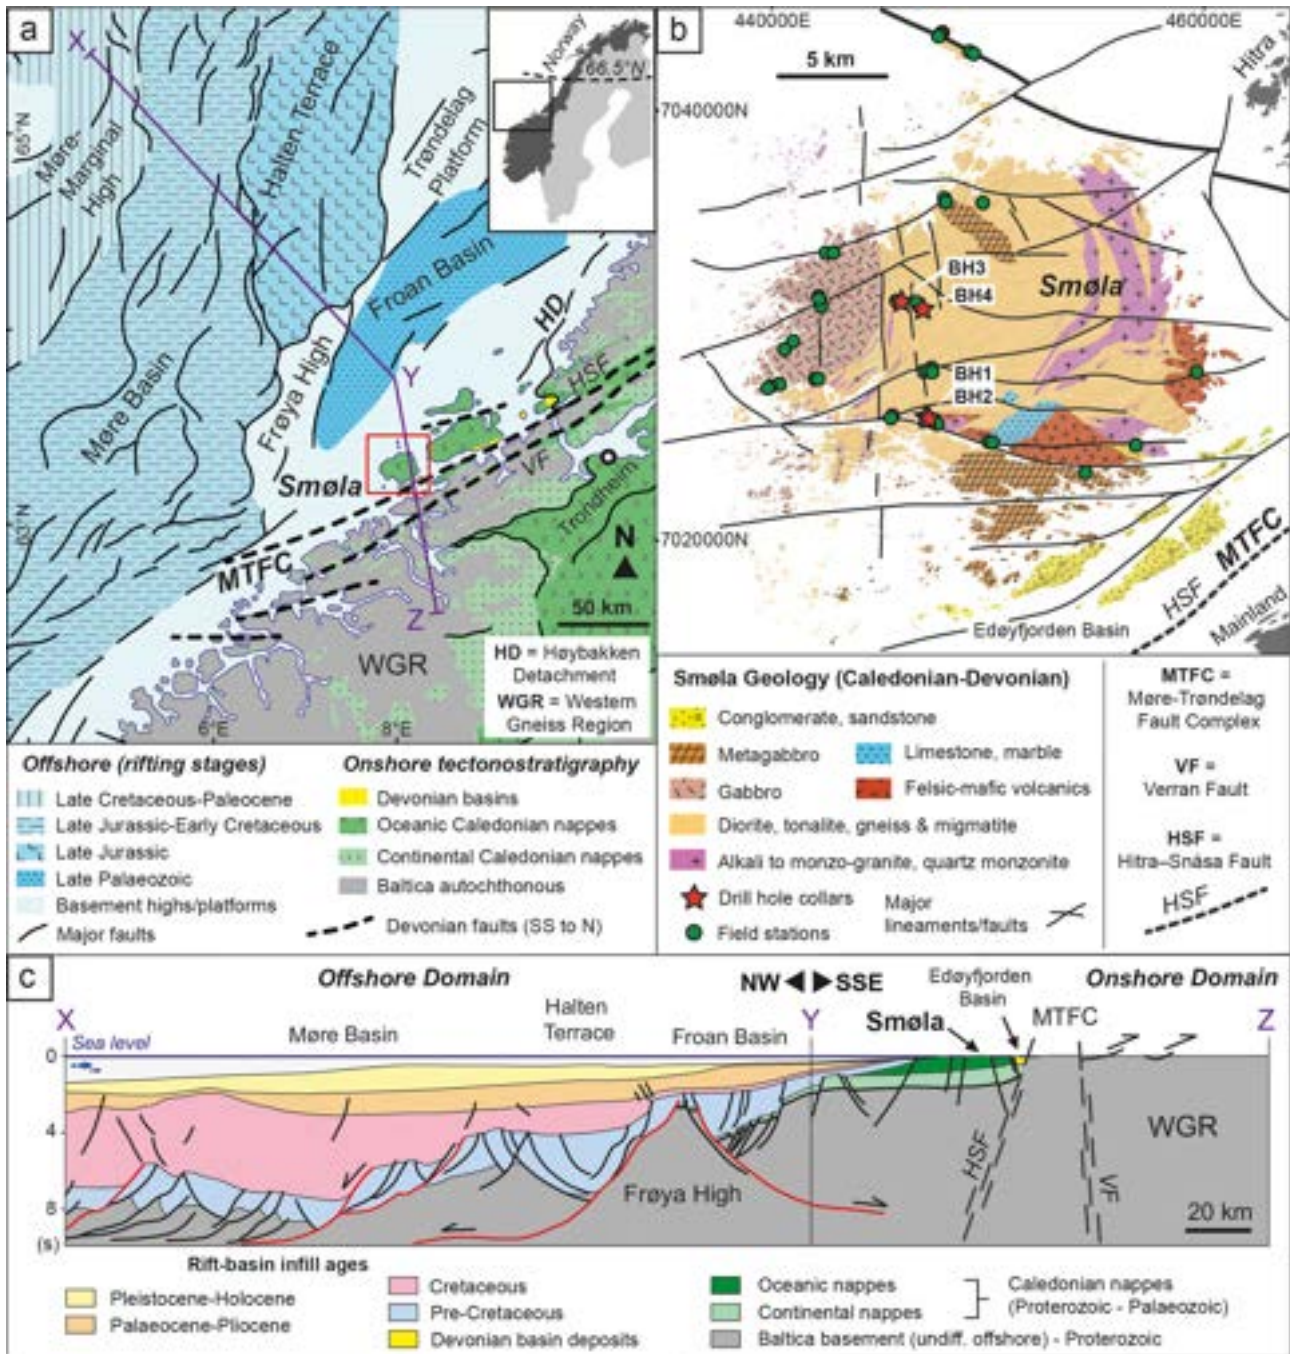 a
X
Møre-
Marginal
High
Halten Terrace
Trøndelag
Platform
Norway
66.5°N
65°N
Froan Basin
HD
HSF
Møre Basin
Frøya High
Y
Smøla
VF
Trondheim
63°N
MTFC
N
Z
50 km
WGR
HD = Høybakken
Detachment
WGR = Western
Gneiss Region
6°E
8°E
Offshore (rifting stages)
Late Cretaceous-Paleocene
Late Jurassic-Early Cretaceous
Late Jurassic
Late Palaeozoic
Basement highs/platforms
Major faults
Onshore tectonostratigraphy
Devonian basins
Oceanic Caledonian nappes
Continental Caledonian nappes
Baltica autochthonous
Devonian faults (SS to N)
b
440000E
460000E
5 km
Hitra
7040000N
BH3
BH4
Smøla
BH1
BH2
7020000N
MTFC
HSF
Mainland
Edøyfjorden Basin
Smøla Geology (Caledonian-Devonian)
Conglomerate, sandstone
Metagabbro
Limestone, marble
Gabbro
Felsic-mafic volcanics
Diorite, tonalite, gneiss & migmatite
Alkali to monzo-granite, quartz monzonite
Drill hole collars
Major
lineaments/faults
Field stations
MTFC =
Møre-Trøndelag
Fault Complex
VF =
Verran Fault
HSF =
Hitra–Snåsa Fault
HSF
c
Offshore Domain
NW
SSE
Edøyfjorden
Basin
Onshore Domain
X
Møre Basin
Halten
Terrace
Froan Basin
Y
Smøla
MTFC
Z
Sea level
0
4
8
(s)
Frøya High
HSF
VF
WGR
20 km
Rift-basin infill ages
Pleistocene-Holocene
Palaeocene-Pliocene
Cretaceous
Pre-Cretaceous
Devonian basin deposits
Oceanic nappes
Continental nappes
Caledonian nappes
(Proterozoic - Palaeozoic)
Baltica basement (undiff. offshore) - Proterozoic